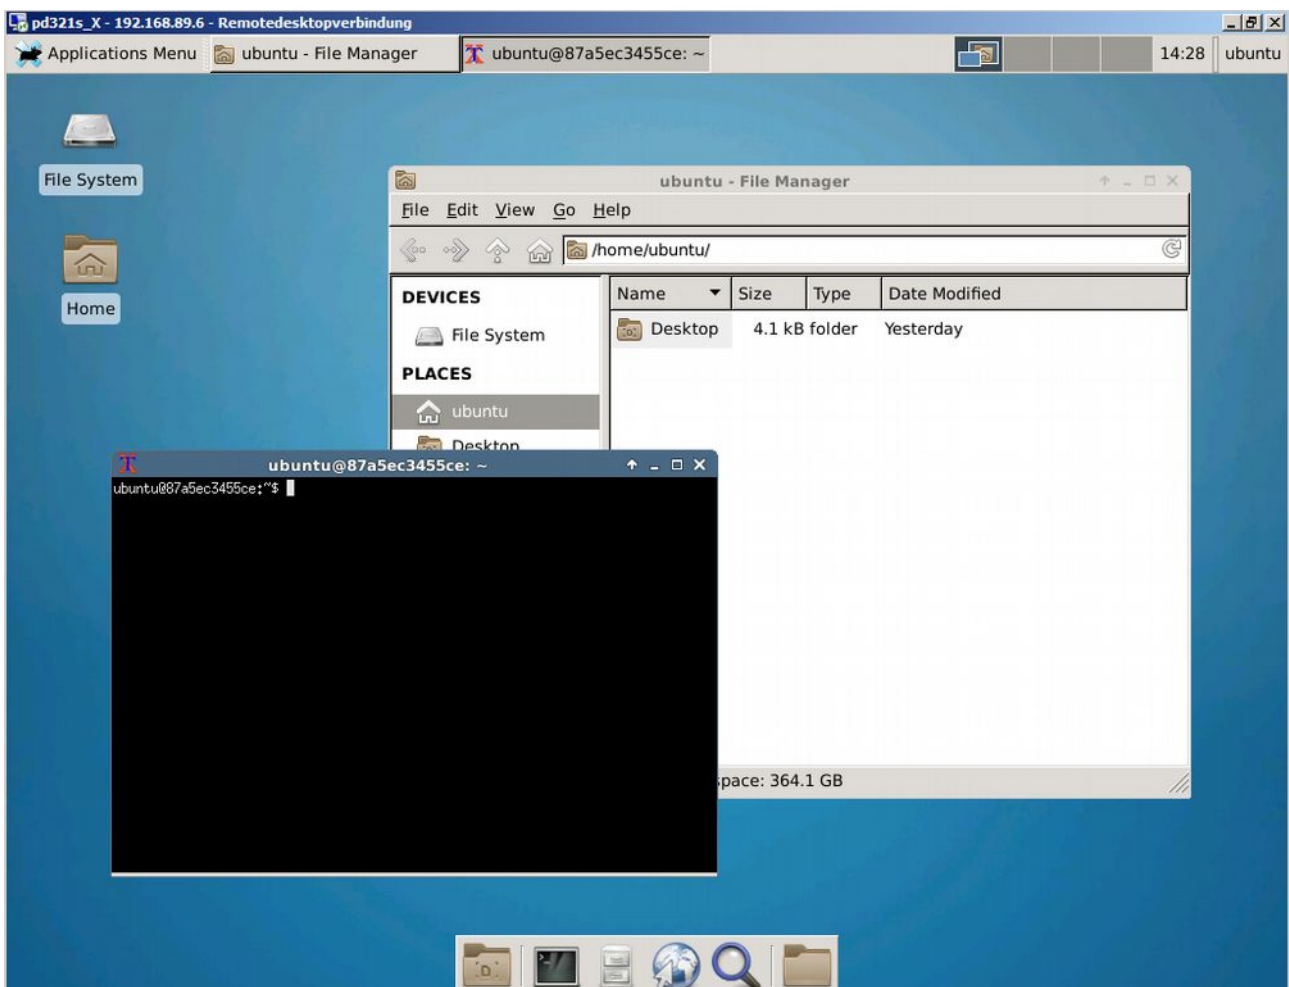 pd321s_X - 192.168.89.6 - Remotedesktopverbindung
Applications Menu ubuntu - File Manager ubuntu@87a5ec3455ce: ~ 14:28 ubuntu
File System
Home
ubuntu - File Manager
File Edit View Go Help
/home/ubuntu/
DEVICES
File System
PLACES
ubuntu
Desktop
Name Size Type Date Modified
Desktop 4.1 kB folder Yesterday
space: 364.1 GB
ubuntu@87a5ec3455ce: ~
ubuntu@87a5ec3455ce:~$